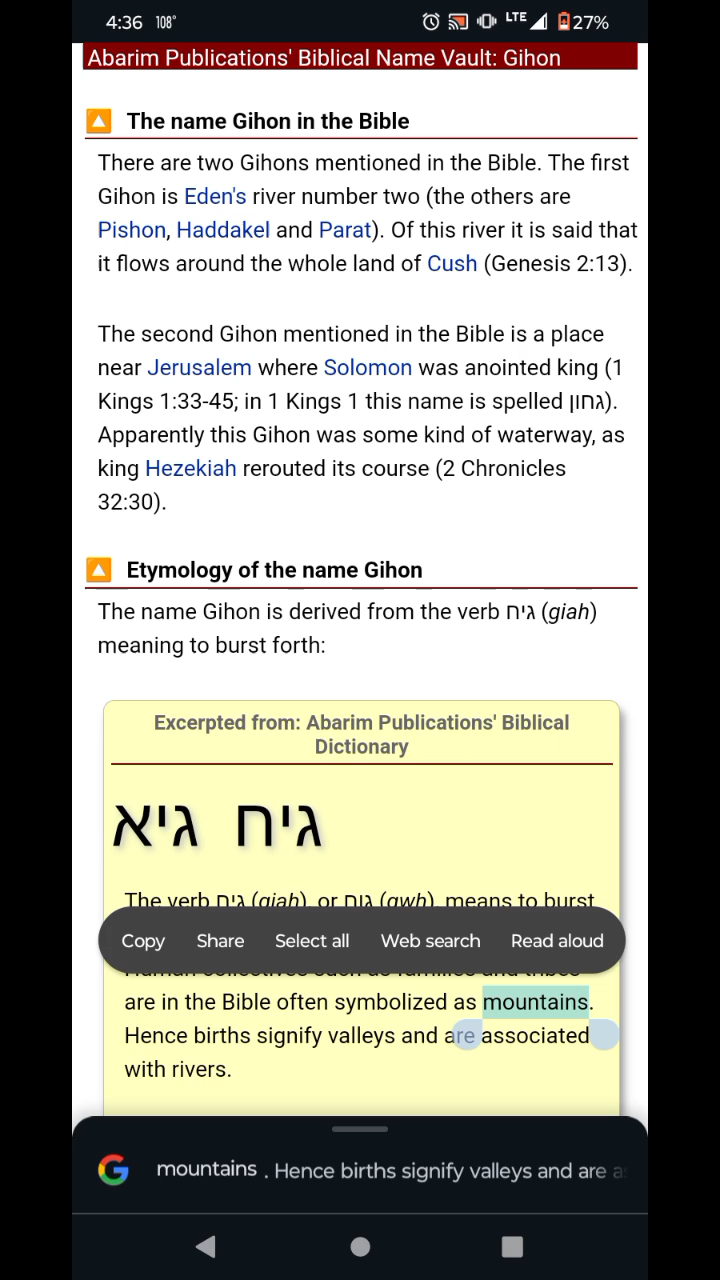 4:36 108° LTE 27%
Abarim Publications' Biblical Name Vault: Gihon
The name Gihon in the Bible
There are two Gihons mentioned in the Bible. The first
Gihon is Eden's river number two (the others are
Pishon, Haddakel and Parat). Of this river it is said that
it flows around the whole land of Cush (Genesis 2:13).
The second Gihon mentioned in the Bible is a place
near Jerusalem where Solomon was anointed king (1
Kings 1:33-45; in 1 Kings 1 this name is spelled גחון).
Apparently this Gihon was some kind of waterway, as
king Hezekiah rerouted its course (2 Chronicles
32:30).
Etymology of the name Gihon
The name Gihon is derived from the verb גיח (giah)
meaning to burst forth:
Excerpted from: Abarim Publications' Biblical
Dictionary
גיח גיא
The verb גיח (giah), or גוח (gwh), means to burst
Copy Share Select all Web search Read aloud
Human collectives such as families and tribes
are in the Bible often symbolized as mountains.
Hence births signify valleys and are associated
with rivers.
mountains . Hence births signify valleys and are as